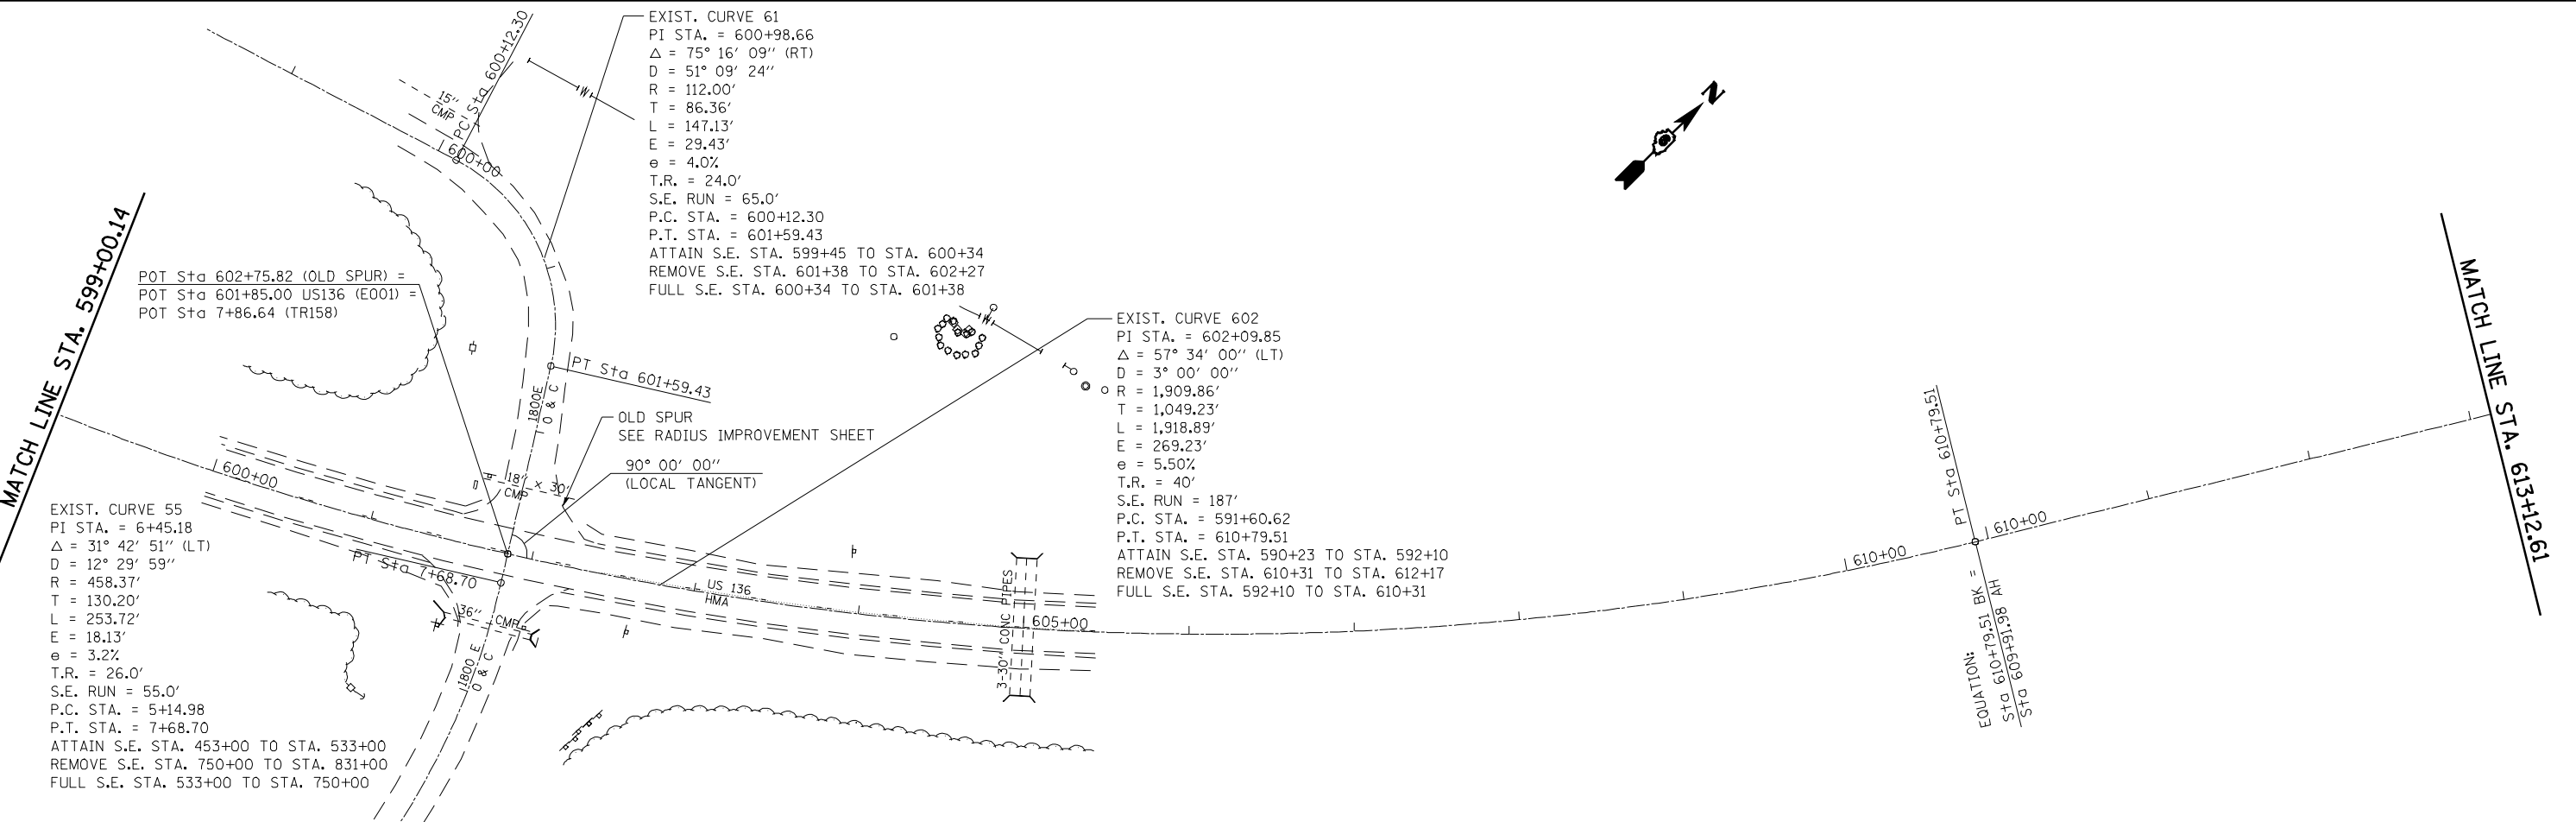 EXIST. CURVE 61
PI STA. = 600+98.66
Δ = 75° 16' 09'' (RT)
D = 51° 09' 24''
R = 112.00'
T = 86.36'
L = 147.13'
E = 29.43'
e = 4.0%
T.R. = 24.0'
S.E. RUN = 65.0'
P.C. STA. = 600+12.30
P.T. STA. = 601+59.43
ATTAIN S.E. STA. 599+45 TO STA. 600+34
REMOVE S.E. STA. 601+38 TO STA. 602+27
FULL S.E. STA. 600+34 TO STA. 601+38
PC Sta 600+12.30
15''
CMP
600+00
W
N
MATCH LINE STA. 599+00.14
POT Sta 602+75.82 (OLD SPUR) =
POT Sta 601+85.00 US136 (E001) =
POT Sta 7+86.64 (TR158)
PT Sta 601+59.43
1800E
O & C
OLD SPUR
SEE RADIUS IMPROVEMENT SHEET
90° 00' 00''
(LOCAL TANGENT)
18'' x 30'
CMP
600+00
W
EXIST. CURVE 602
PI STA. = 602+09.85
Δ = 57° 34' 00'' (LT)
D = 3° 00' 00''
R = 1,909.86'
T = 1,049.23'
L = 1,918.89'
E = 269.23'
e = 5.50%
T.R. = 40'
S.E. RUN = 187'
P.C. STA. = 591+60.62
P.T. STA. = 610+79.51
ATTAIN S.E. STA. 590+23 TO STA. 592+10
REMOVE S.E. STA. 610+31 TO STA. 612+17
FULL S.E. STA. 592+10 TO STA. 610+31
EXIST. CURVE 55
PI STA. = 6+45.18
Δ = 31° 42' 51'' (LT)
D = 12° 29' 59''
R = 458.37'
T = 130.20'
L = 253.72'
E = 18.13'
e = 3.2%
T.R. = 26.0'
S.E. RUN = 55.0'
P.C. STA. = 5+14.98
P.T. STA. = 7+68.70
ATTAIN S.E. STA. 453+00 TO STA. 533+00
REMOVE S.E. STA. 750+00 TO STA. 831+00
FULL S.E. STA. 533+00 TO STA. 750+00
PT Sta 7+68.70
36'' CMP
1800 E
O & C
US 136
HMA
3-30'' CONC PIPES
605+00
610+00
610+00
PT Sta 610+79.51
EQUATION:
Sta 610+79.51 BK =
Sta 609+91.98 AH
MATCH LINE STA. 613+12.61